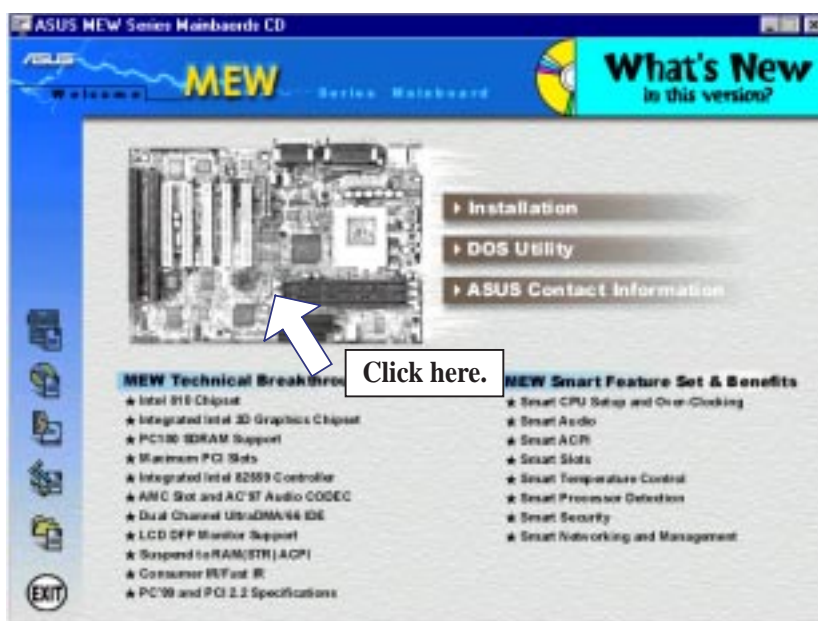 ASUS MEW Series Mainbaords CD
ASUS
Welcome
MEW
Series Mainboard
What's New
in this version?
Installation
DOS Utility
ASUS Contact Information
Click here.
MEW Technical Breakthrou
★ Intel 810 Chipset
★ Integrated Intel 3D Graphics Chipset
★ PC100 SDRAM Support
★ Maximum PCI Slots
★ Integrated Intel 82559 Controller
★ AMC Slot and AC'97 Audio CODEC
★ Dual Channel UltraDMA/66 IDE
★ LCD DFP Monitor Support
★ Suspend to RAM(STR) ACPI
★ Consumer IR/Fast IR
★ PC'99 and PCI 2.2 Specifications
MEW Smart Feature Set & Benefits
★ Smart CPU Setup and Over-Clocking
★ Smart Audio
★ Smart ACPI
★ Smart Slots
★ Smart Temperature Control
★ Smart Processor Detection
★ Smart Security
★ Smart Networking and Management
EXIT